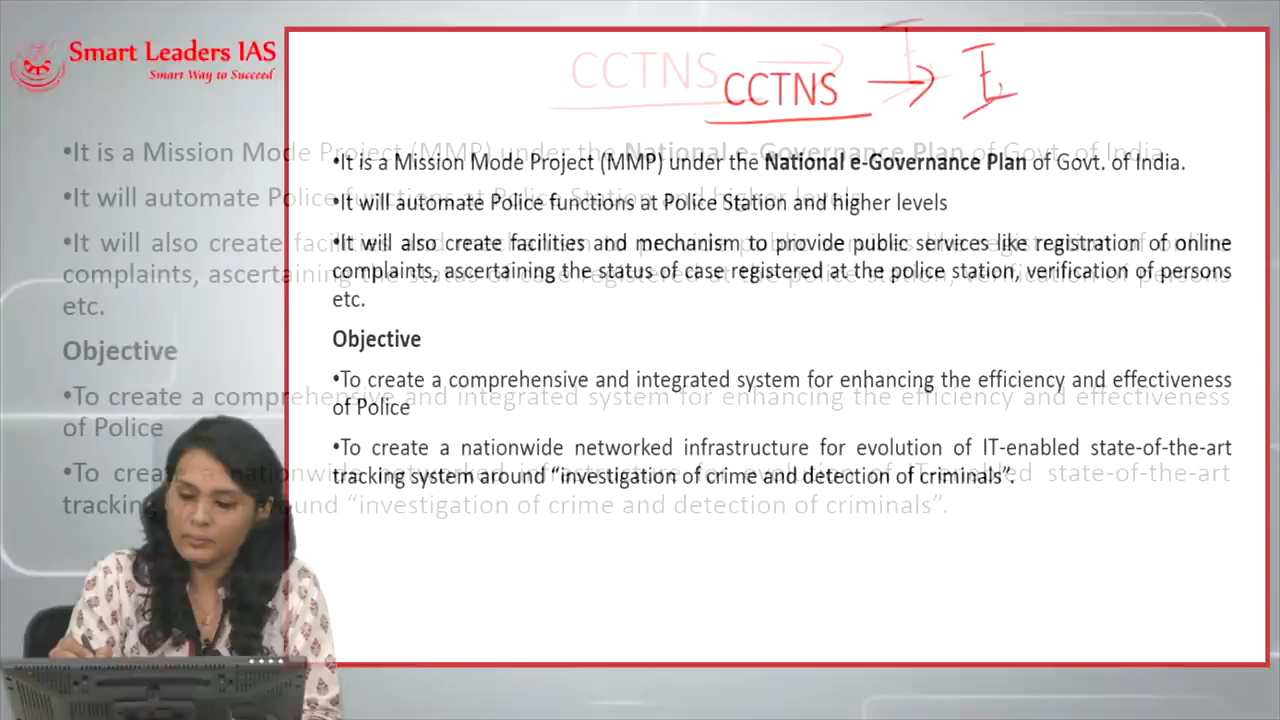 Smart Leaders IAS
Smart Way to Succeed
CCTNS
•It is a Mission Mode Project (MMP) under the National e-Governance Plan of Govt. of India.
•It will automate Police functions at Police Station and higher levels
•It will also create facilities and mechanism to provide public services like registration of online
complaints, ascertaining the status of case registered at the police station, verification of persons
etc.
Objective
•To create a comprehensive and integrated system for enhancing the efficiency and effectiveness
of Police
•To create a nationwide networked infrastructure for evolution of IT-enabled state-of-the-art
tracking system around “investigation of crime and detection of criminals”.